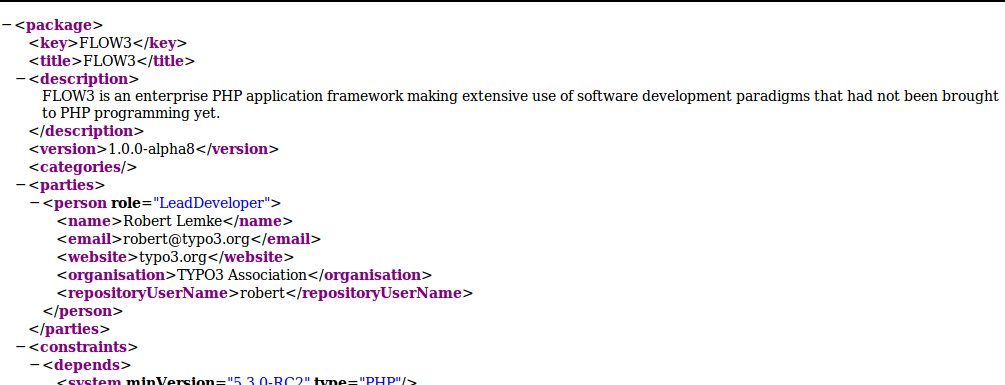 −<package>
<key>FLOW3</key>
<title>FLOW3</title>
−<description>
FLOW3 is an enterprise PHP application framework making extensive use of software development paradigms that had not been brought
to PHP programming yet.
</description>
<version>1.0.0-alpha8</version>
<categories/>
−<parties>
−<person role="LeadDeveloper">
<name>Robert Lemke</name>
<email>robert@typo3.org</email>
<website>typo3.org</website>
<organisation>TYPO3 Association</organisation>
<repositoryUserName>robert</repositoryUserName>
</person>
</parties>
−<constraints>
−<depends>
<system minVersion="5.3.0-RC2" type="PHP"/>